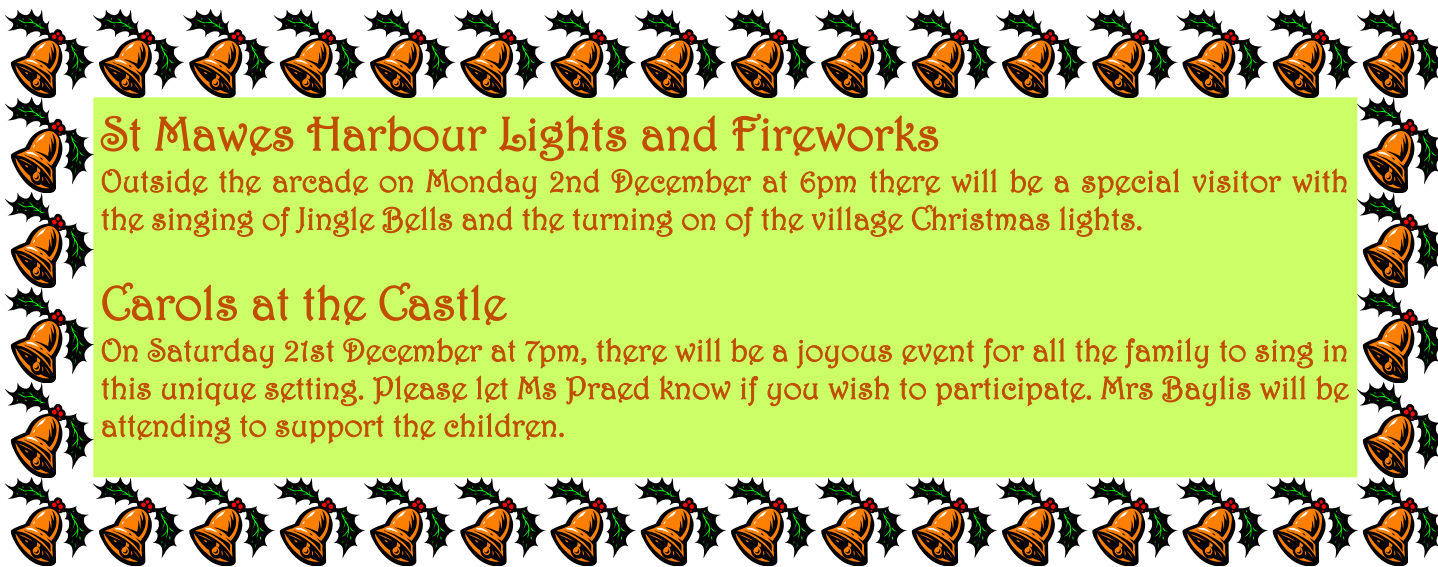 St Mawes Harbour Lights and Fireworks
Outside the arcade on Monday 2nd December at 6pm there will be a special visitor with
the singing of Jingle Bells and the turning on of the village Christmas lights.
Carols at the Castle
On Saturday 21st December at 7pm, there will be a joyous event for all the family to sing in
this unique setting. Please let Ms Praed know if you wish to participate. Mrs Baylis will be
attending to support the children.